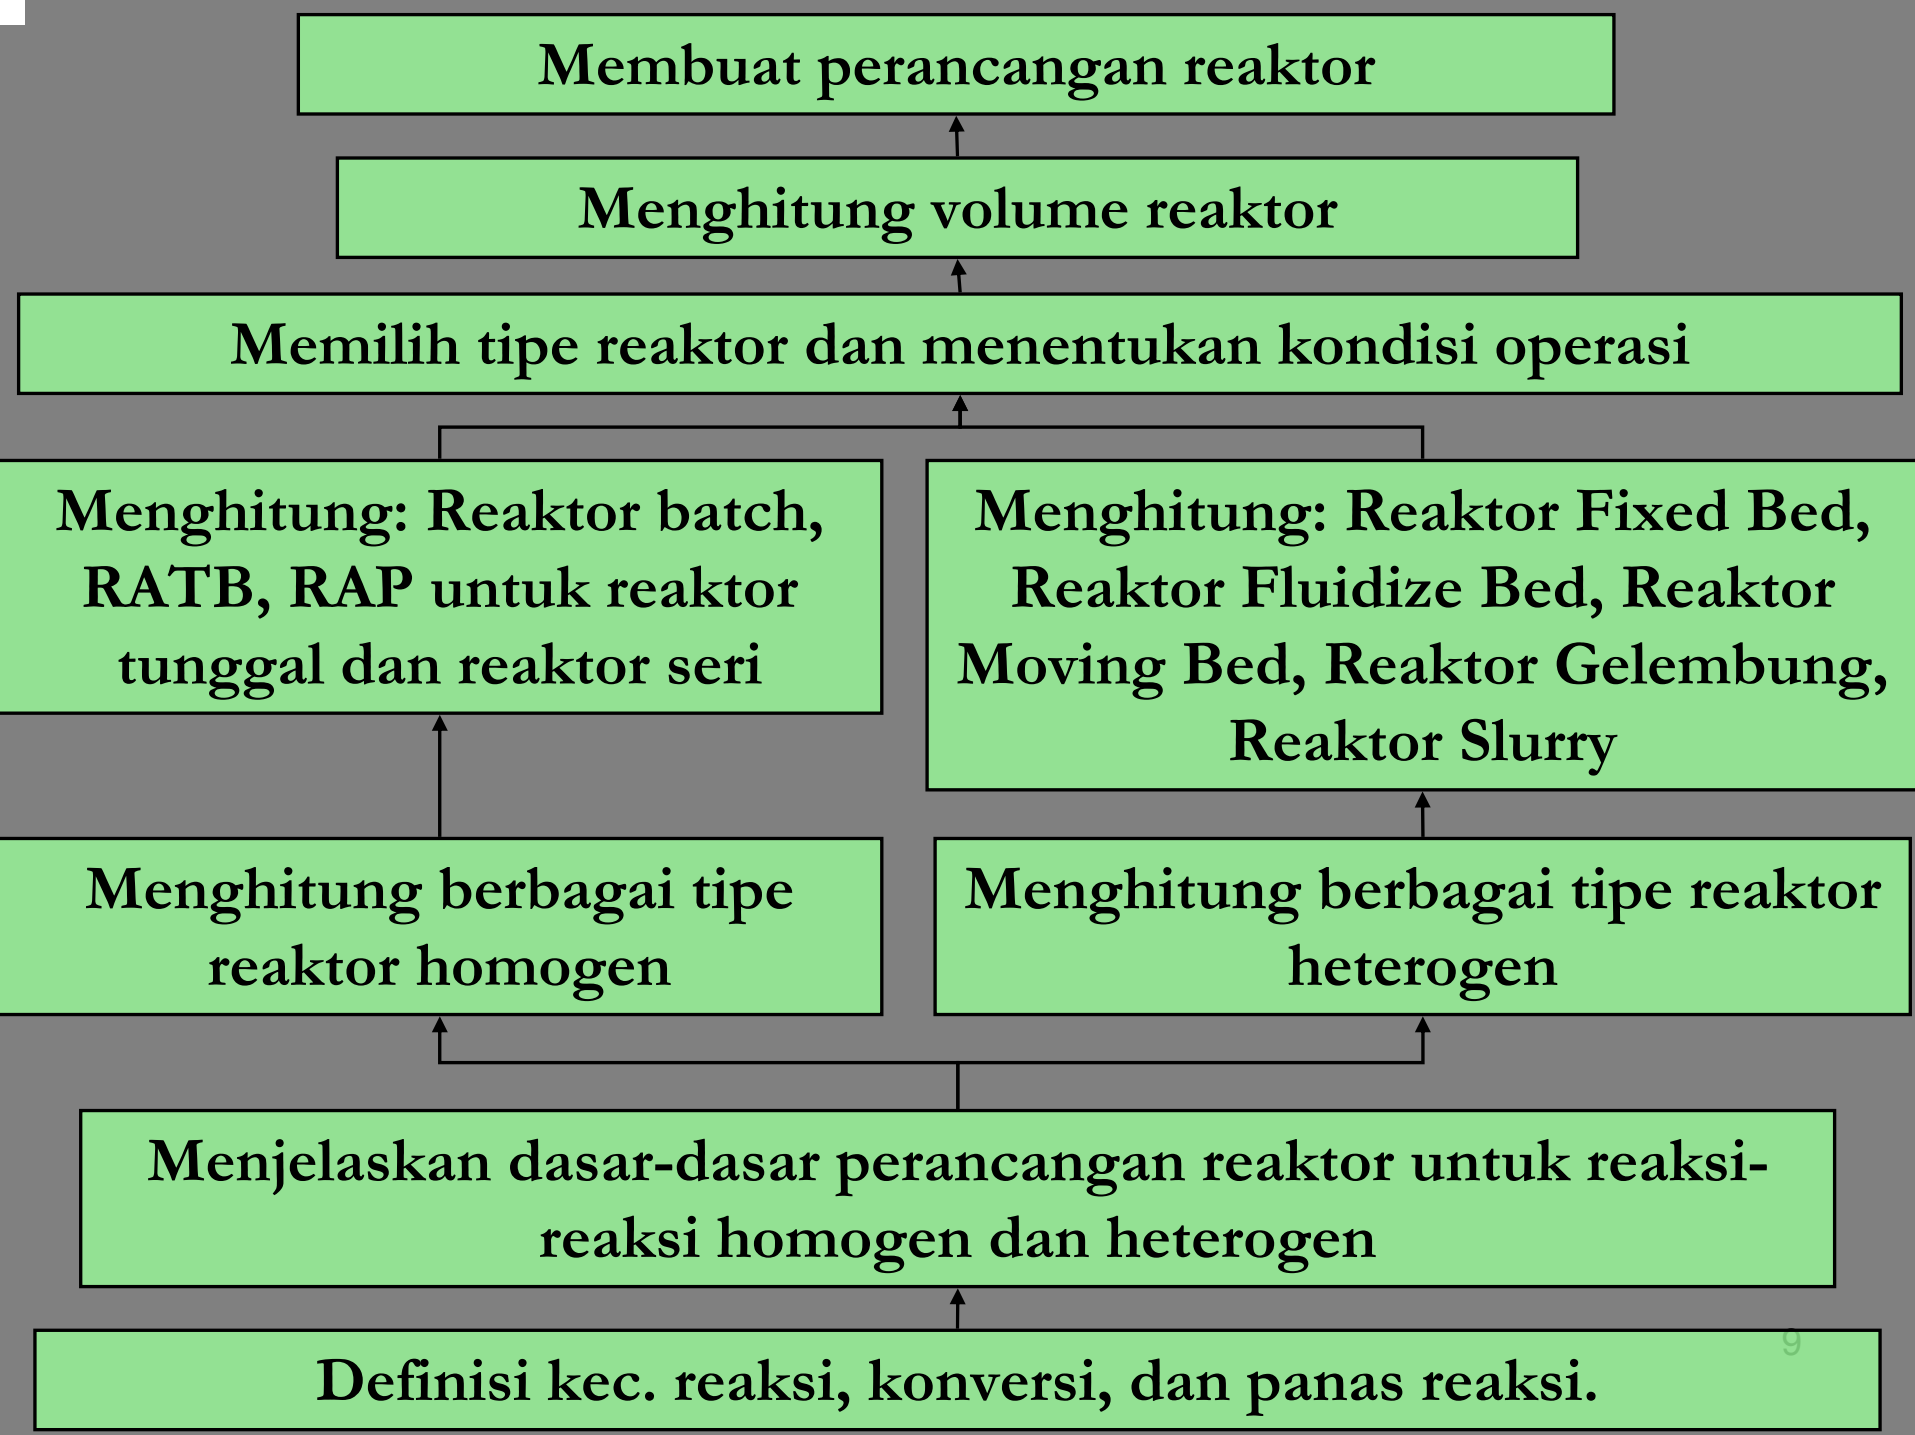 Membuat perancangan reaktor
Menghitung volume reaktor
Memilih tipe reaktor dan menentukan kondisi operasi
Menghitung: Reaktor batch,
RATB, RAP untuk reaktor
tunggal dan reaktor seri
Menghitung: Reaktor Fixed Bed,
Reaktor Fluidize Bed, Reaktor
Moving Bed, Reaktor Gelembung,
Reaktor Slurry
Menghitung berbagai tipe
reaktor homogen
Menghitung berbagai tipe reaktor
heterogen
Menjelaskan dasar-dasar perancangan reaktor untuk reaksi-
reaksi homogen dan heterogen
9
Definisi kec. reaksi, konversi, dan panas reaksi.